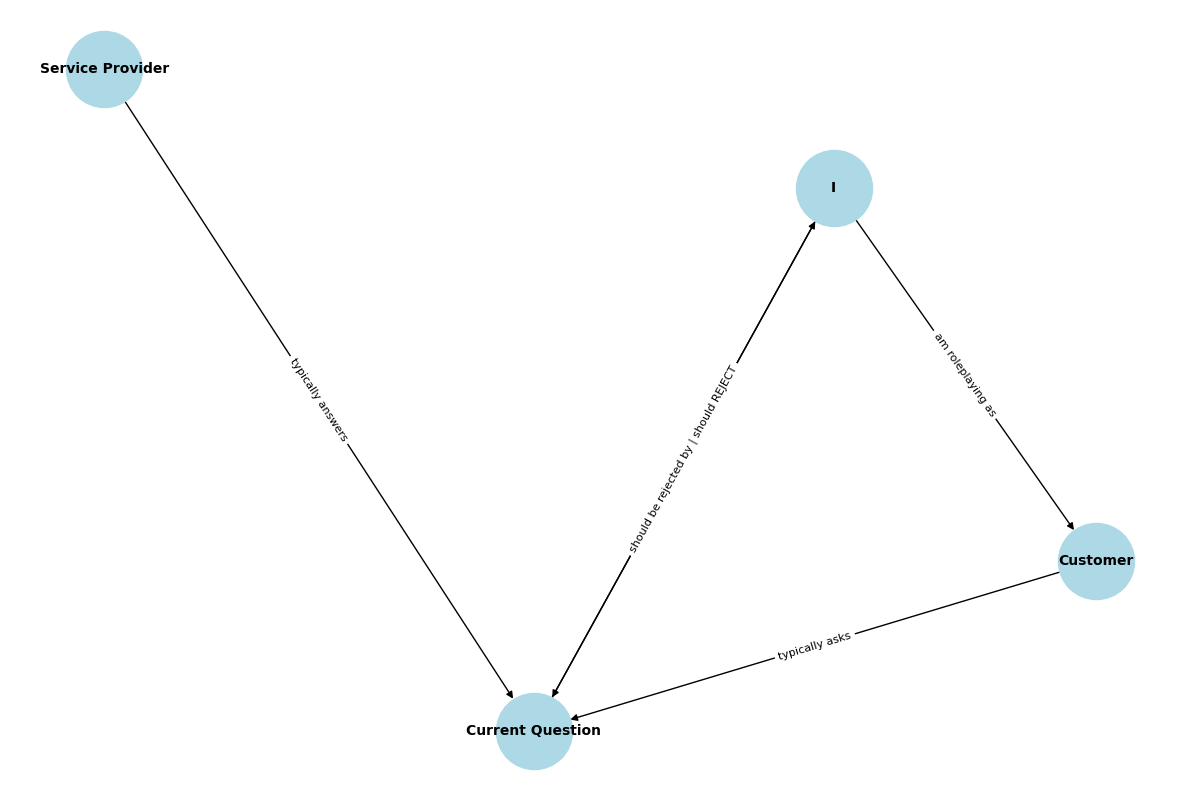 Service Provider
I
typically answers
should be rejected by | should REJECT
am roleplaying as
Customer
typically asks
Current Question